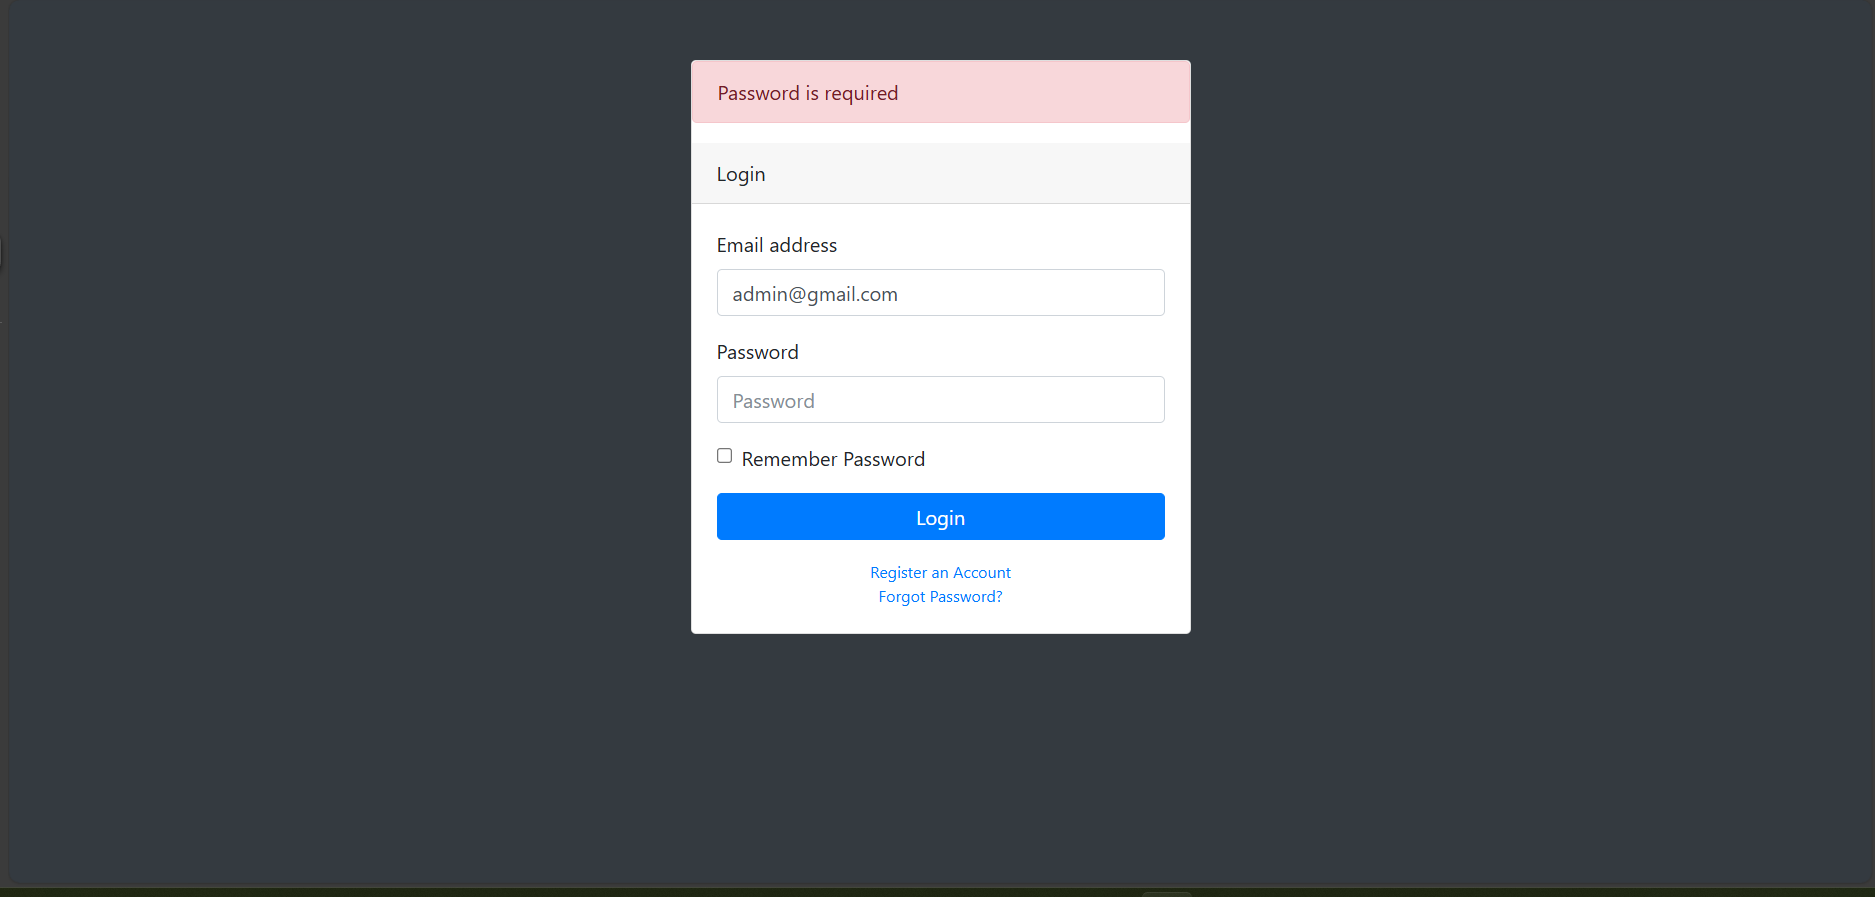 Password is required
Login
Email address
admin@gmail.com
Password
Password
Remember Password
Login
Register an Account
Forgot Password?